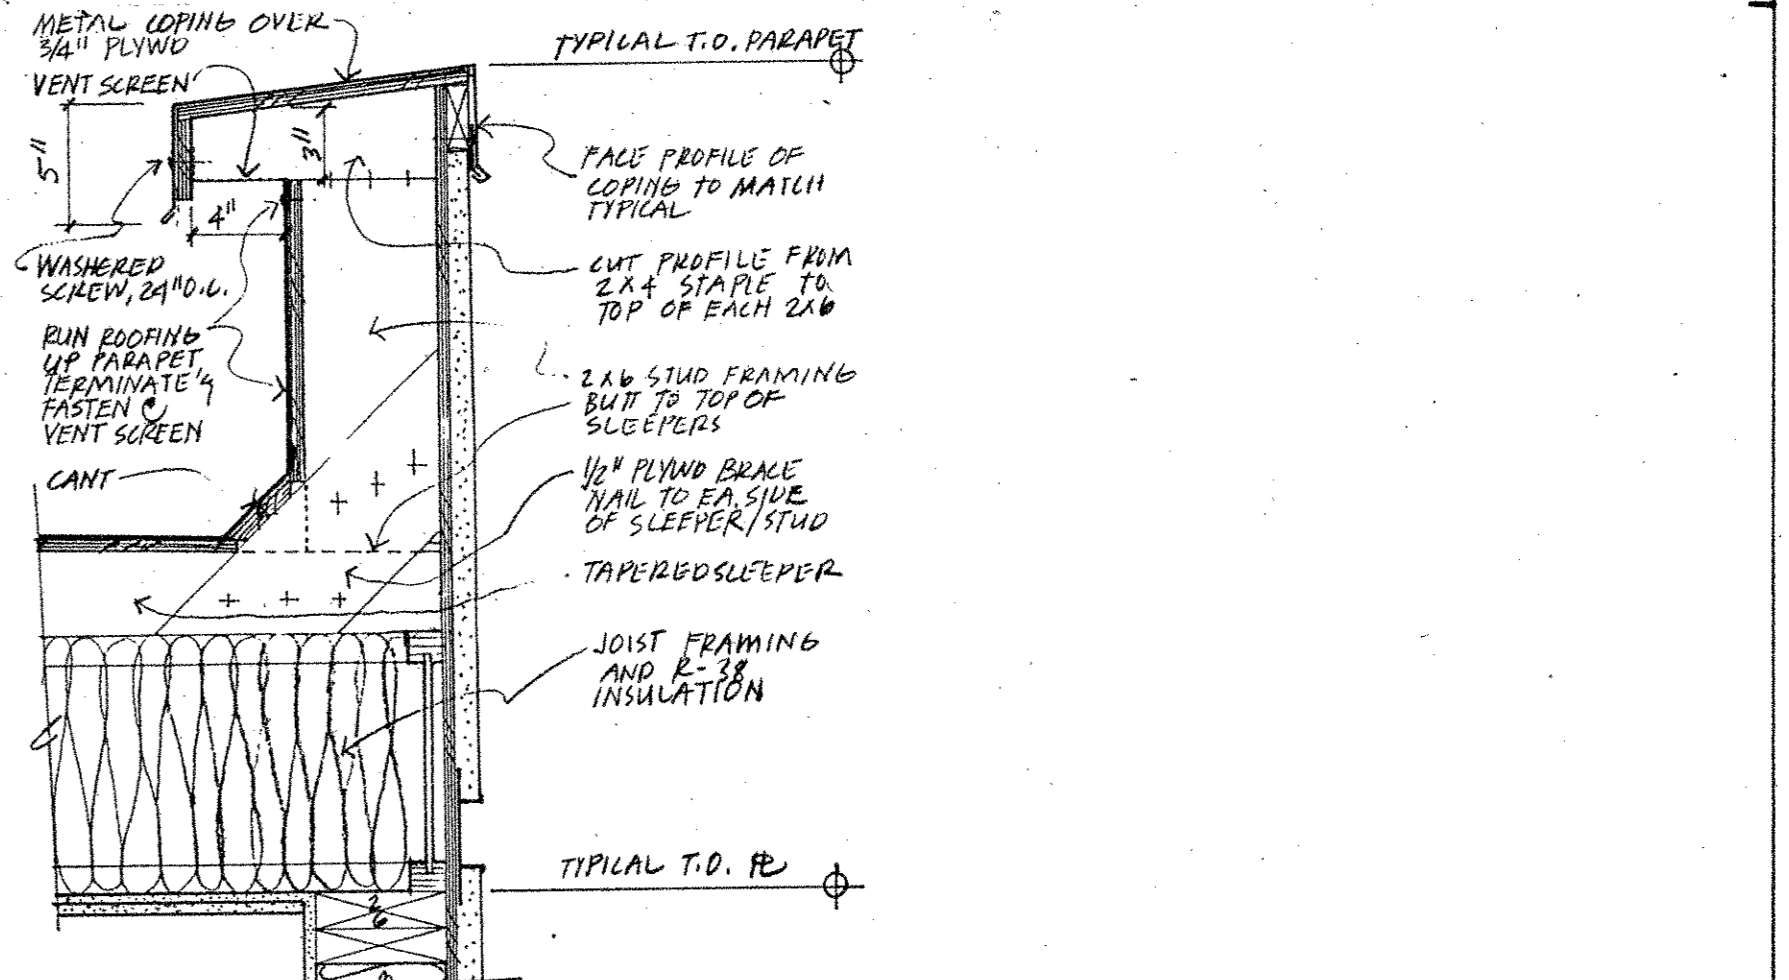 METAL COPING OVER
3/4" PLYWD
VENT SCREEN
5"
3"
4"
WASHERED
SCREW, 24" O.C.
RUN ROOFING
UP PARAPET,
TERMINATE &
FASTEN @
VENT SCREEN
CANT
TYPICAL T.O. PARAPET
FACE PROFILE OF
COPING TO MATCH
TYPICAL
CUT PROFILE FROM
2X4 STAPLE TO
TOP OF EACH 2X6
2X6 STUD FRAMING
BUTT TO TOP OF
SLEEPERS
1/2" PLYWD BRACE
NAIL TO EA. SIDE
OF SLEEPER/STUD
TAPERED SLEEPER
JOIST FRAMING
AND R-38
INSULATION
TYPICAL T.O. PL
2/6